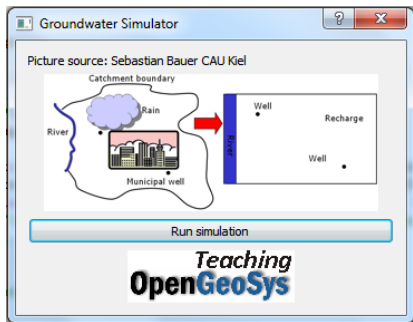 Groundwater Simulator
Picture source: Sebastian Bauer CAU Kiel
Catchment boundary
Rain
River
Municipal well
Well
Recharge
River
Well
Run simulation
Teaching
OpenGeoSys